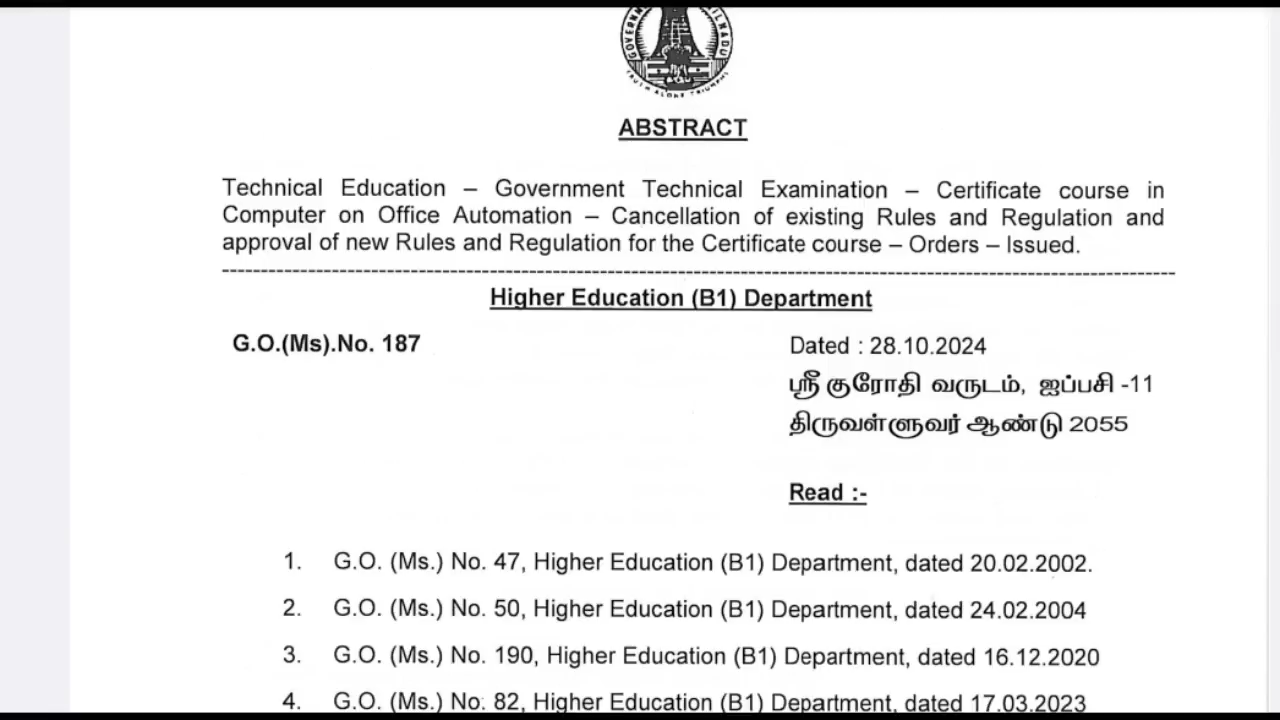 GOVERNM
ILNADU
TRUTH ALONE TRIUMPHS
ABSTRACT
Technical Education – Government Technical Examination – Certificate course in
Computer on Office Automation – Cancellation of existing Rules and Regulation and
approval of new Rules and Regulation for the Certificate course – Orders – Issued.
Higher Education (B1) Department
G.O.(Ms).No. 187
Dated : 28.10.2024
ஸ்ரீ குரோதி வருடம், ஐப்பசி -11
திருவள்ளுவர் ஆண்டு 2055
Read :-
1. G.O. (Ms.) No. 47, Higher Education (B1) Department, dated 20.02.2002.
2. G.O. (Ms.) No. 50, Higher Education (B1) Department, dated 24.02.2004
3. G.O. (Ms.) No. 190, Higher Education (B1) Department, dated 16.12.2020
4. G.O. (Ms.) No. 82, Higher Education (B1) Department, dated 17.03.2023